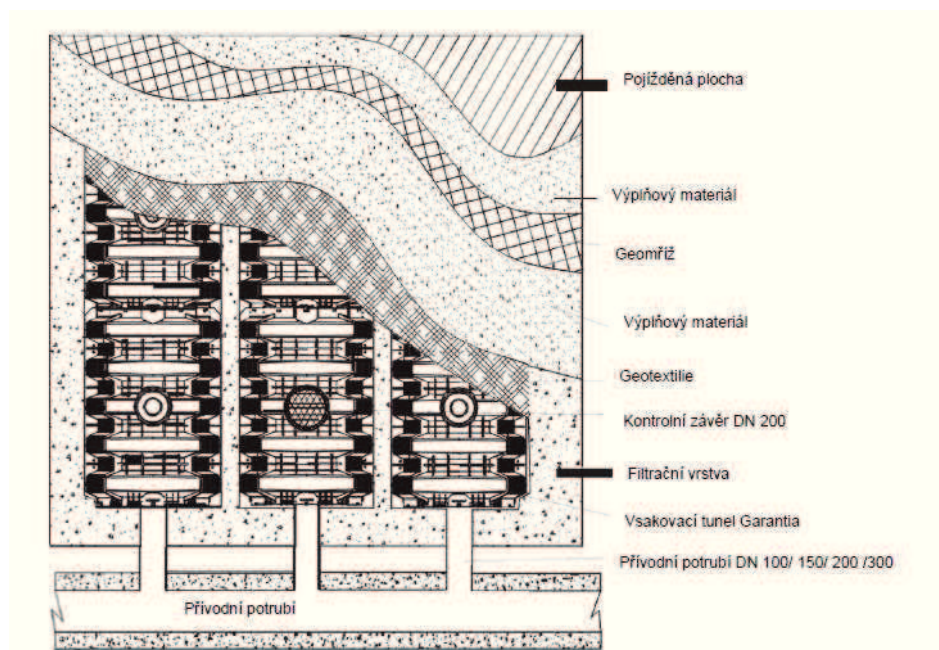 Pojížděná plocha
Výplňový materiál
Geomříž
Výplňový materiál
Geotextilie
Kontrolní závěr DN 200
Filtrační vrstva
Vsakovací tunel Garantia
Přívodní potrubí DN 100/ 150/ 200 /300
Přívodní potrubí